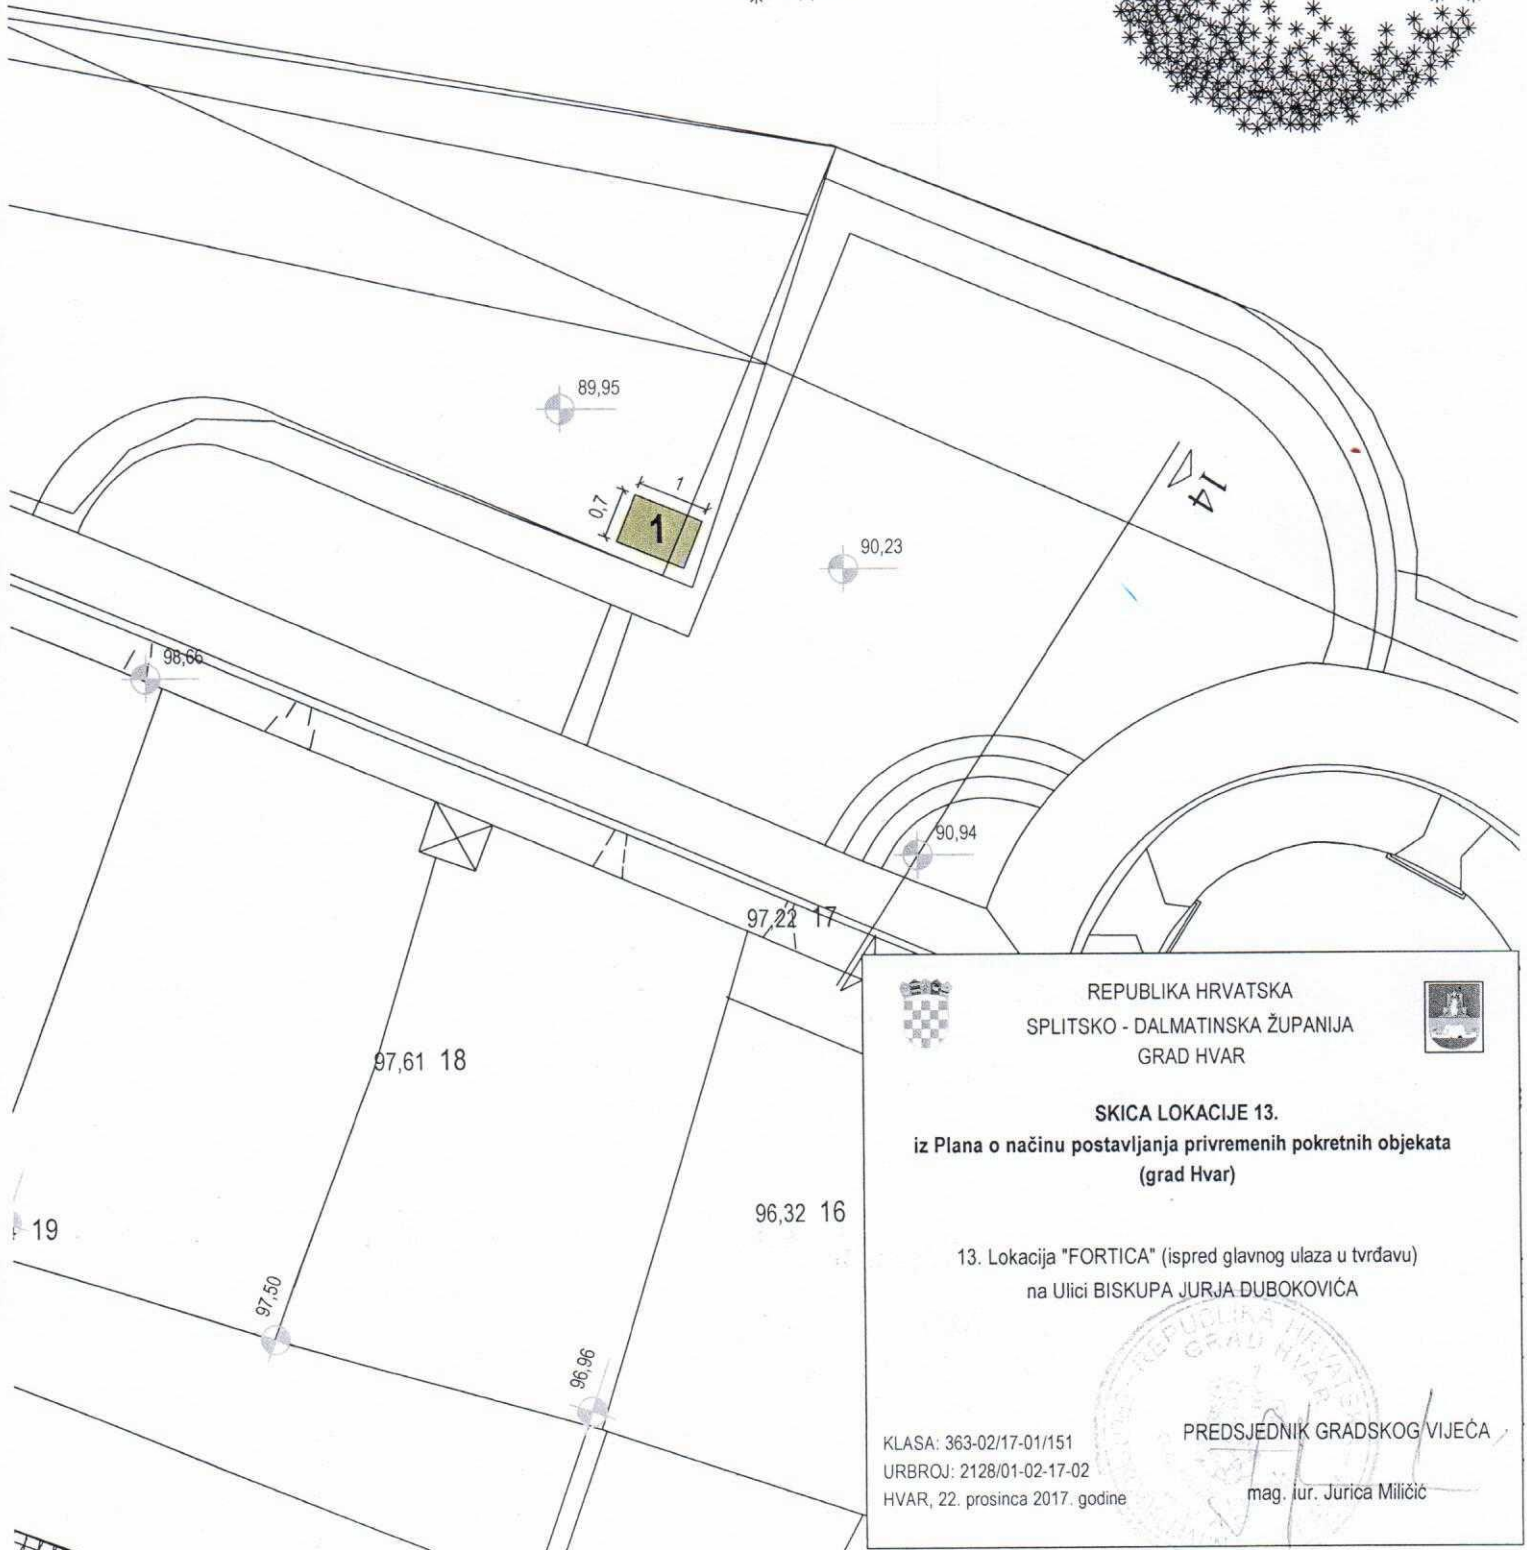 89,95
1
0,7
1
14
90,23
98,66
90,94
97,22 17
97,61 18
96,32 16
19
97,50
96,96
REPUBLIKA HRVATSKA
SPLITSKO - DALMATINSKA ŽUPANIJA
GRAD HVAR
SKICA LOKACIJE 13.
iz Plana o načinu postavljanja privremenih pokretnih objekata
(grad Hvar)
13. Lokacija "FORTICA" (ispred glavnog ulaza u tvrđavu)
na Ulici BISKUPA JURJA DUBOKOVIĆA
REPUBLIKA HRVATSKA
GRAD HVAR
KLASA: 363-02/17-01/151
URBROJ: 2128/01-02-17-02
HVAR, 22. prosinca 2017. godine
PREDSJEDNIK GRADSKOG VIJEĆA
mag. iur. Jurica Miličić